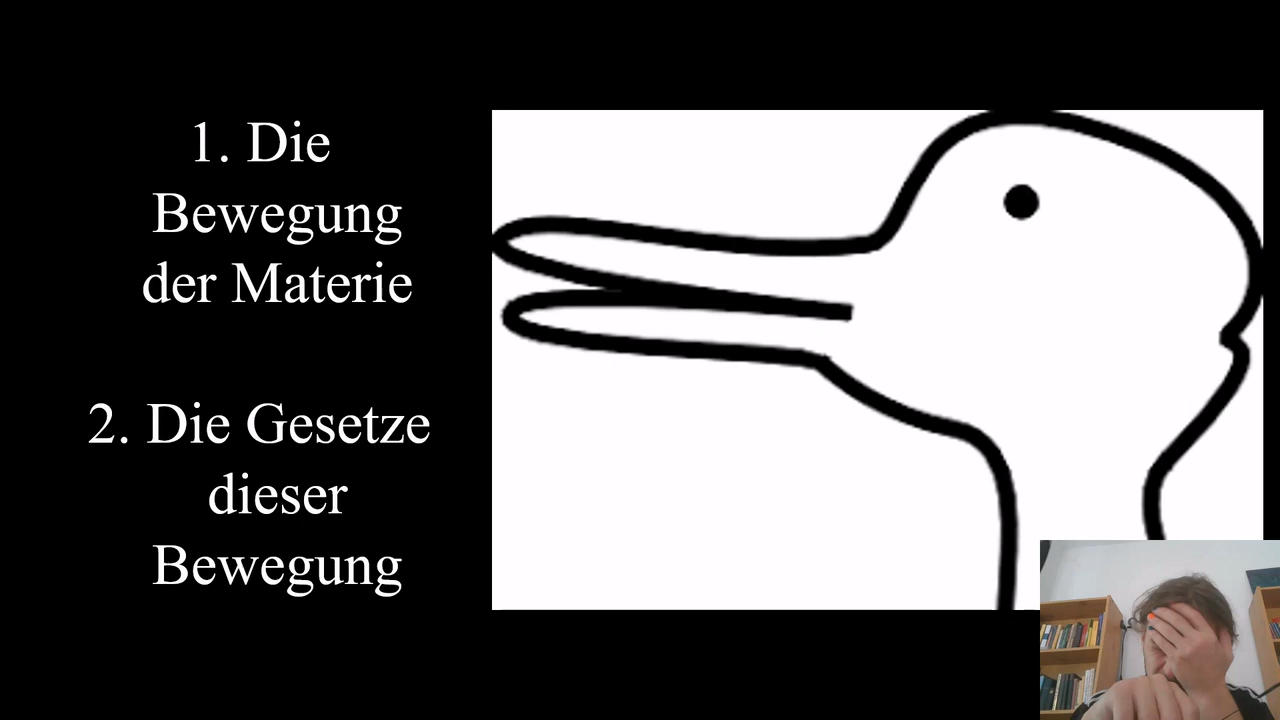 1. Die
Bewegung
der Materie
2. Die Gesetze
dieser
Bewegung